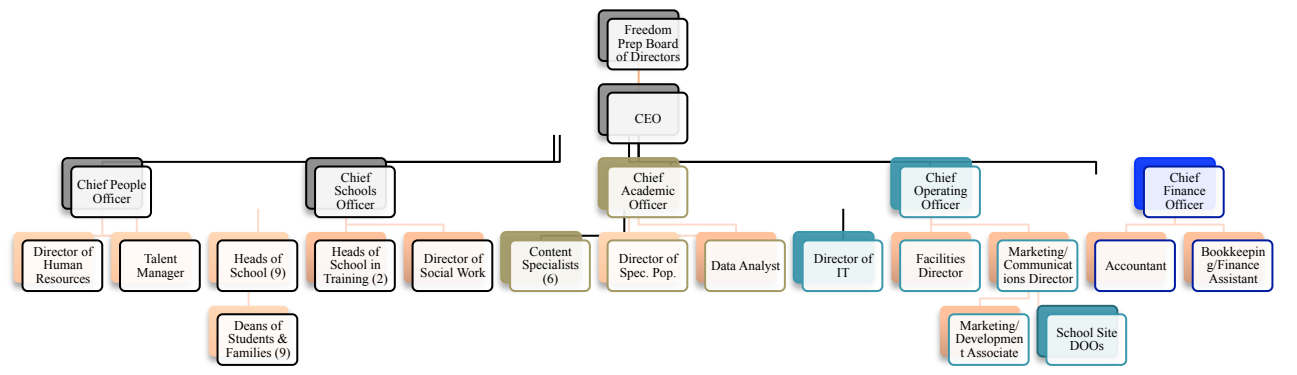 Freedom
Prep Board
of Directors
CEO
Chief People
Officer
Chief
Schools
Officer
Chief
Academic
Officer
Chief
Operating
Officer
Chief
Finance
Officer
Director of
Human
Resources
Talent
Manager
Heads of
School (9)
Heads of
School in
Training (2)
Director of
Social Work
Content
Specialists
(6)
Director of
Spec. Pop.
Data Analyst
Director of
IT
Facilities
Director
Marketing/
Communicat
ions Director
Accountant
Bookkeepin
g/Finance
Assistant
Deans of
Students &
Families (9)
Marketing/
Developmen
t Associate
School Site
DOOs